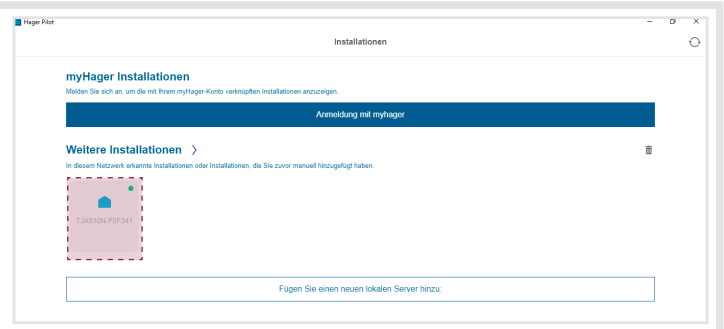 Hager Pilot
Installationen
myHager Installationen
Melden Sie sich an, um die mit Ihrem myHager-Konto verknüpften Installationen anzuzeigen.
Anmeldung mit myhager
Weitere Installationen
In diesem Netzwerk erkannte Installationen oder Installationen, die Sie zuvor manuell hinzugefügt haben.
TJA510N-F0F341
Fügen Sie einen neuen lokalen Server hinzu: